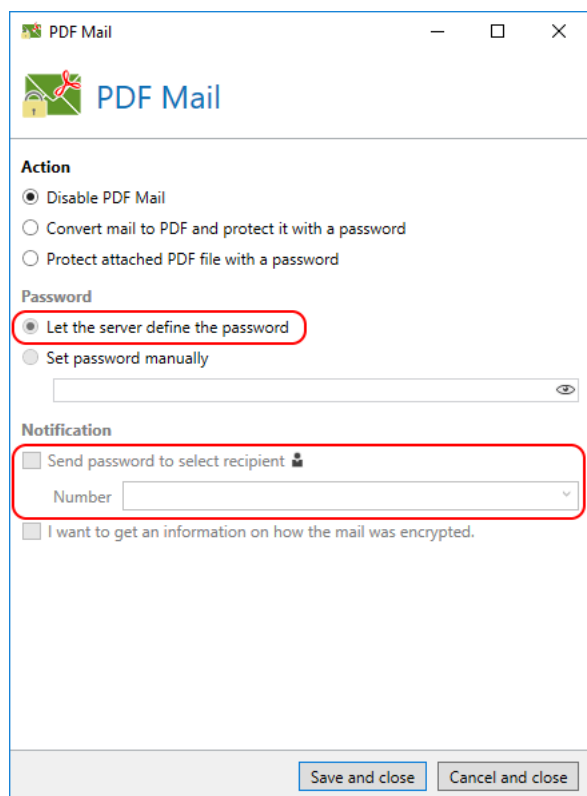 PDF Mail
PDF Mail
Action
Disable PDF Mail
Convert mail to PDF and protect it with a password
Protect attached PDF file with a password
Password
Let the server define the password
Set password manually
Notification
Send password to select recipient
Number
I want to get an information on how the mail was encrypted.
Save and close Cancel and close